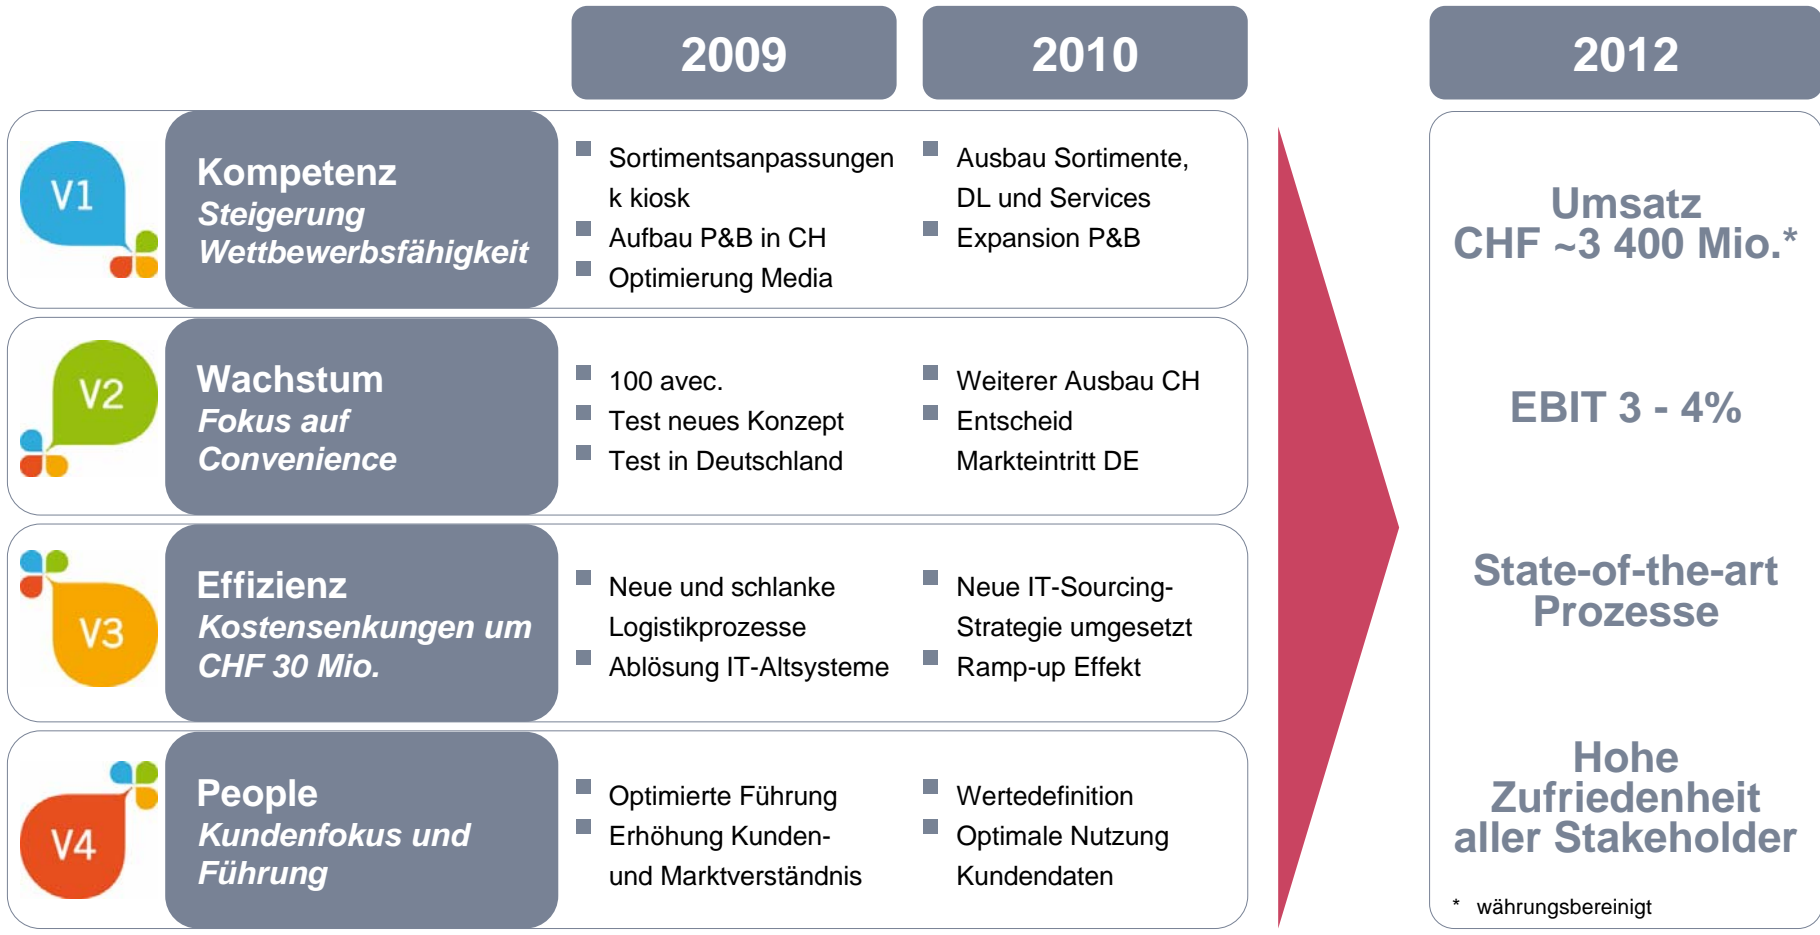 2009
2010
2012
V1
Kompetenz
Steigerung
Wettbewerbsfähigkeit
Sortimentsanpassungen
k kiosk
Aufbau P&B in CH
Optimierung Media
Ausbau Sortimente,
DL und Services
Expansion P&B
V2
Wachstum
Fokus auf
Convenience
100 avec.
Test neues Konzept
Test in Deutschland
Weiterer Ausbau CH
Entscheid
Markteintritt DE
V3
Effizienz
Kostensenkungen um
CHF 30 Mio.
Neue und schlanke
Logistikprozesse
Ablösung IT-Altsysteme
Neue IT-Sourcing-
Strategie umgesetzt
Ramp-up Effekt
V4
People
Kundenfokus und
Führung
Optimierte Führung
Erhöhung Kunden-
und Marktverständnis
Wertedefinition
Optimale Nutzung
Kundendaten
Umsatz
CHF ~3 400 Mio.*
EBIT 3 - 4%
State-of-the-art
Prozesse
Hohe
Zufriedenheit
aller Stakeholder
* währungsbereinigt